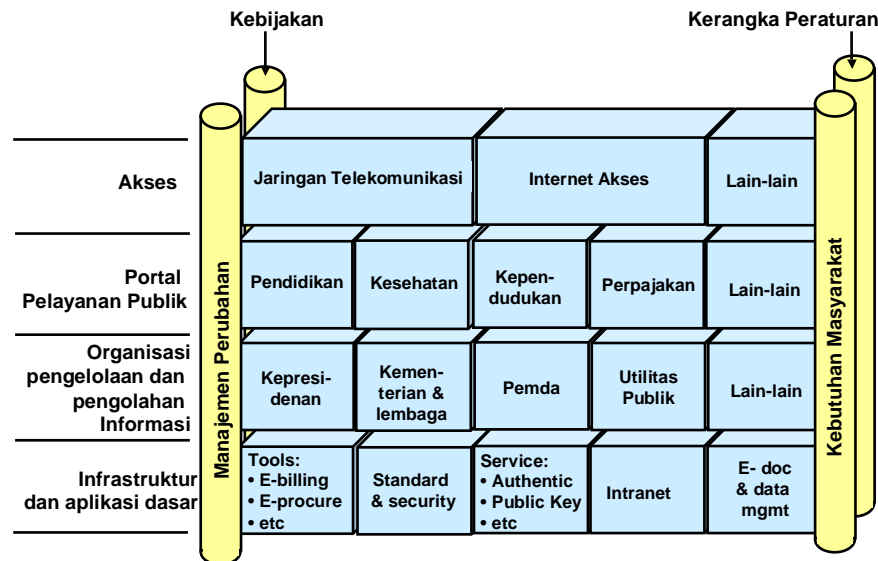 Kebijakan
Kerangka Peraturan
Akses
Jaringan Telekomunikasi
Internet Akses
Lain-lain
Portal
Pelayanan Publik
Pendidikan
Kesehatan
Kepen-
dudukan
Perpajakan
Lain-lain
Organisasi
pengelolaan dan
pengolahan
Informasi
Kepresi-
denan
Kemen-
terian &
lembaga
Pemda
Utilitas
Publik
Lain-lain
Infrastruktur
dan aplikasi dasar
Tools:
• E-billing
• E-procure
• etc
Standard
& security
Service:
• Authentic
• Public Key
• etc
Intranet
E- doc
& data
mgmt
Manajemen Perubahan
Kebutuhan Masyarakat